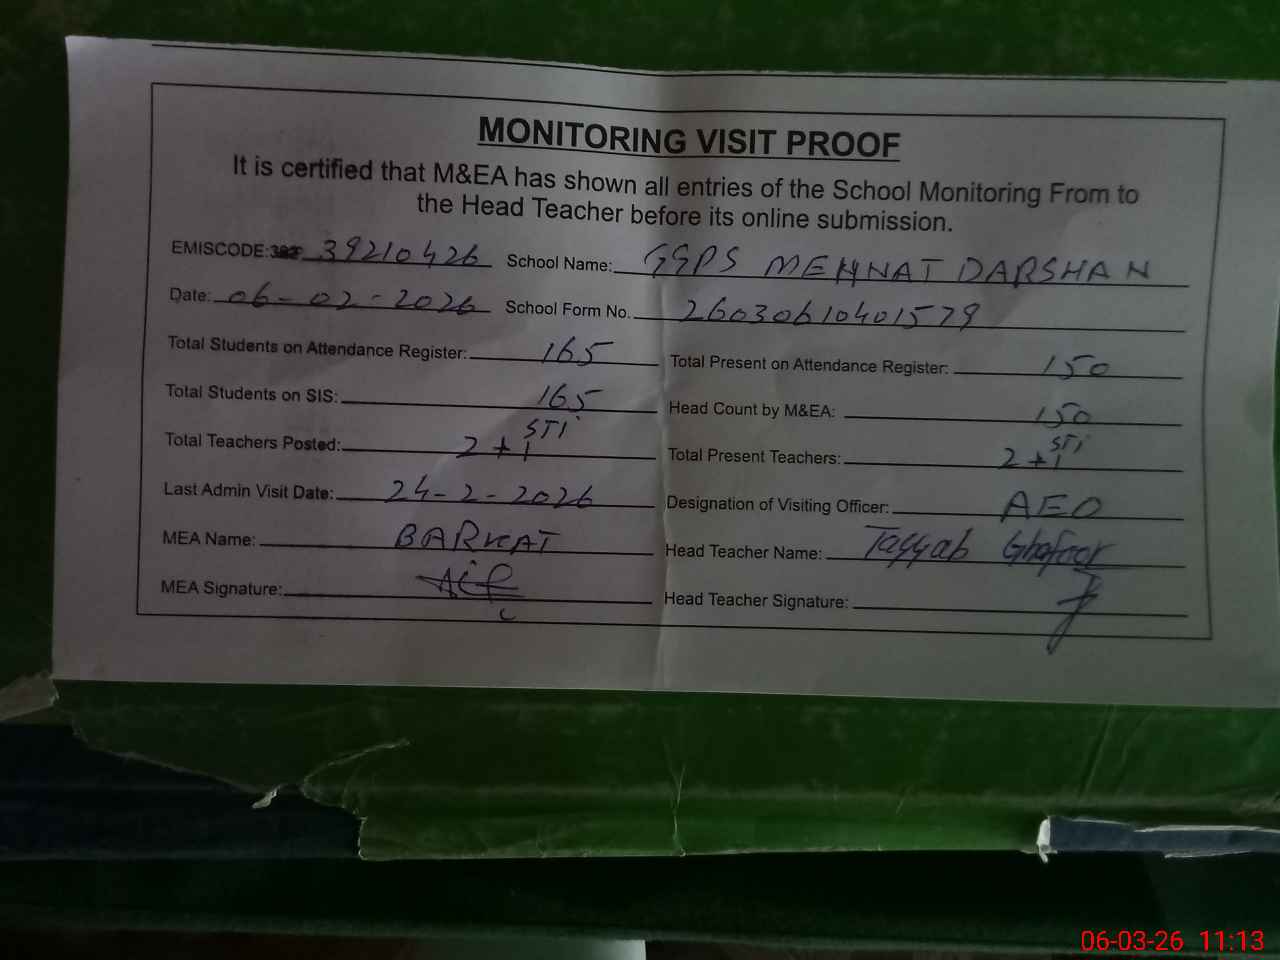 MONITORING VISIT PROOF
It is certified that M&EA has shown all entries of the School Monitoring From to
the Head Teacher before its online submission.
EMISCODE: 39210426 School Name: GGPS MEHNAT DARSHAN
Date: 06-02-2026 School Form No. 26030610401579
Total Students on Attendance Register: 165 Total Present on Attendance Register: 150
Total Students on SIS: 165 Head Count by M&EA: 150
Total Teachers Posted: 2 + 1 STI Total Present Teachers: 2 + 1 STI
Last Admin Visit Date: 24-2-2026 Designation of Visiting Officer: AEO
MEA Name: BARKAT Head Teacher Name: Tayyab Ghafoor
MEA Signature: Head Teacher Signature:
06-03-26 11:13